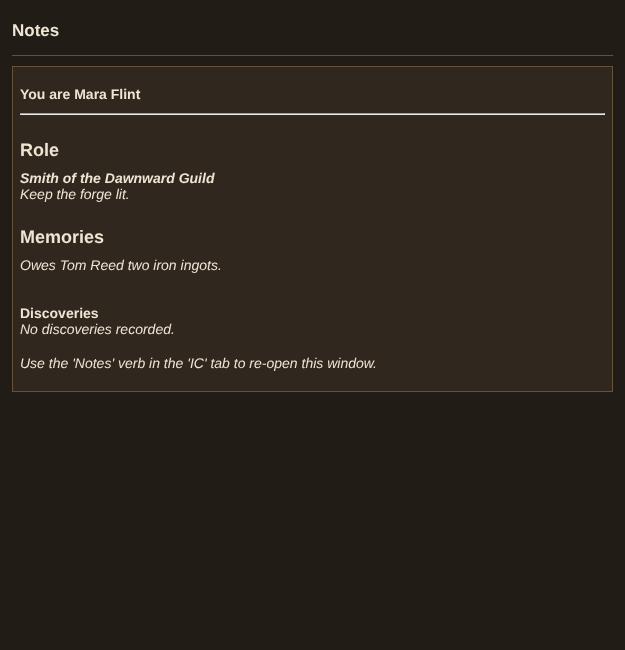 Notes
You are Mara Flint
Role
Smith of the Dawnward Guild
Keep the forge lit.
Memories
Owes Tom Reed two iron ingots.
Discoveries
No discoveries recorded.
Use the 'Notes' verb in the 'IC' tab to re-open this window.